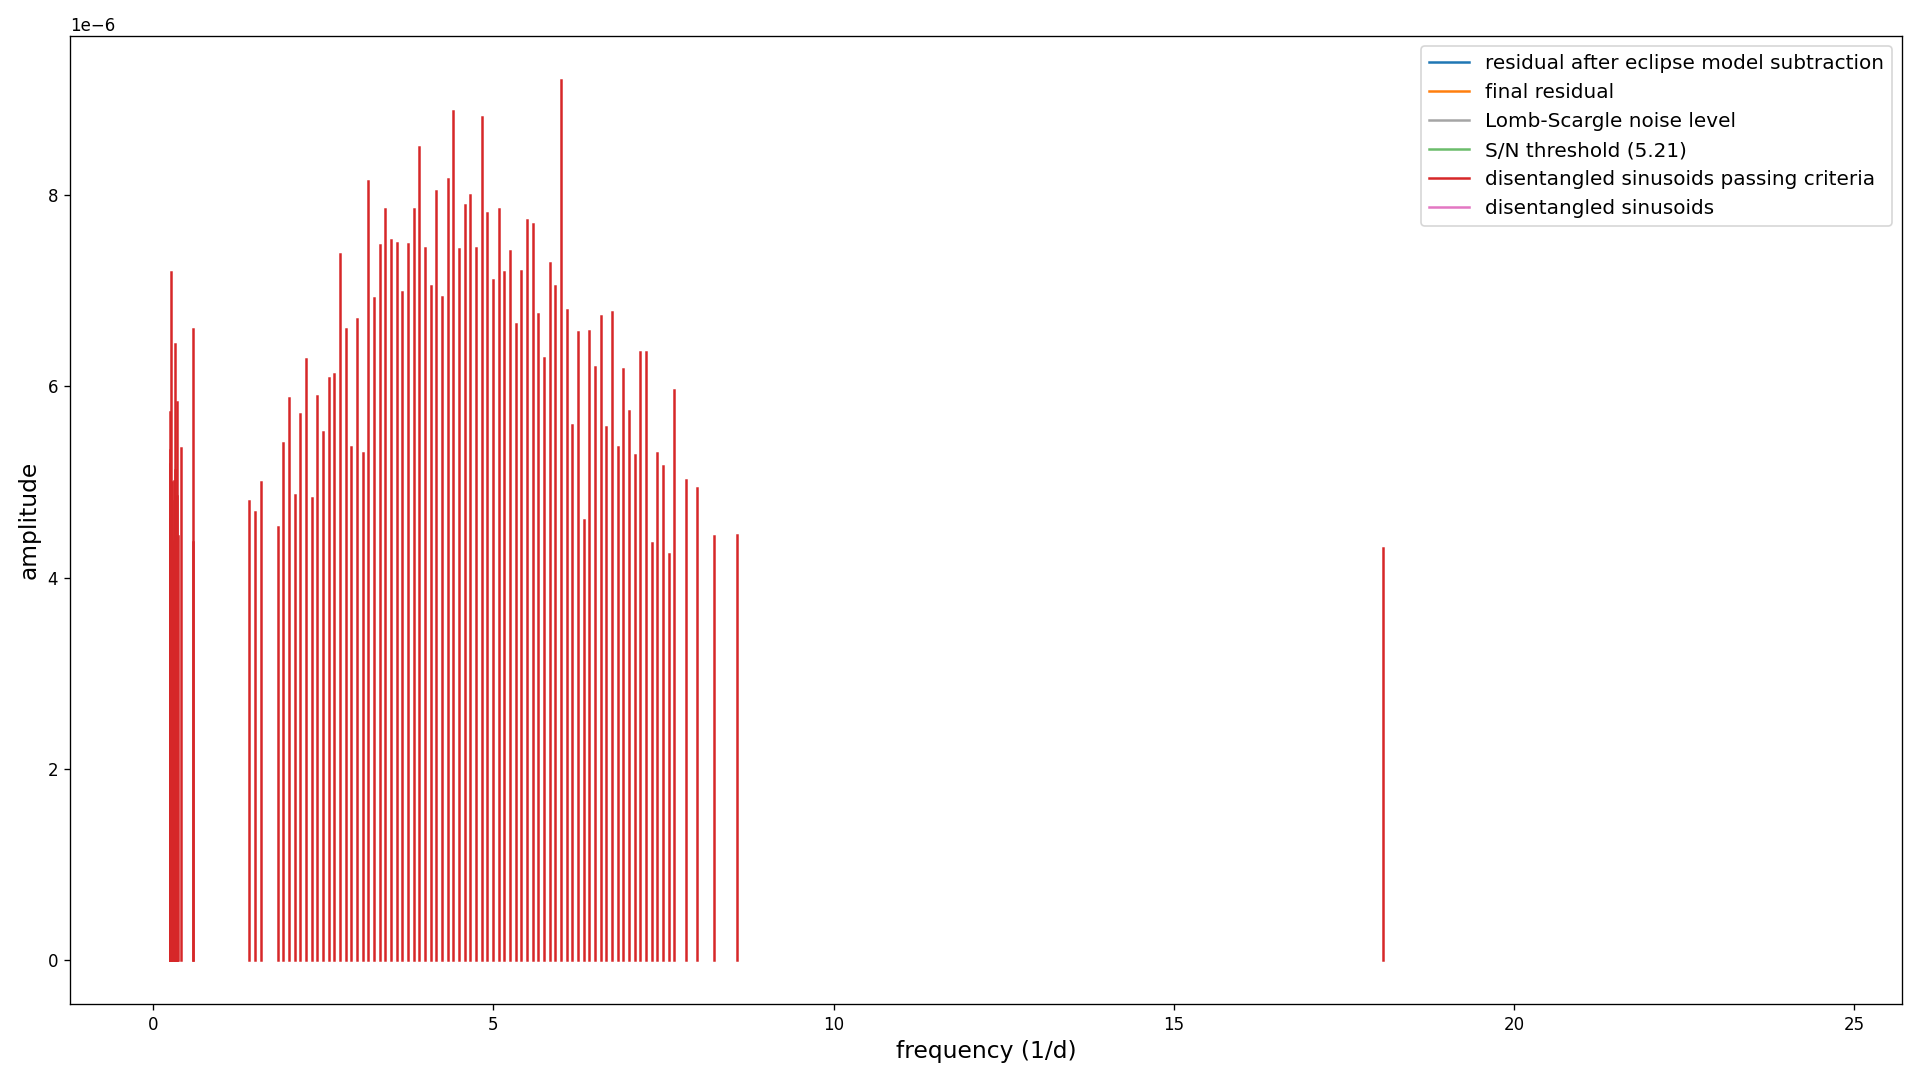 1e−6
residual after eclipse model subtraction
final residual
Lomb-Scargle noise level
S/N threshold (5.21)
disentangled sinusoids passing criteria
disentangled sinusoids
8
6
4
2
0
amplitude
0 5 10 15 20 25
frequency (1/d)